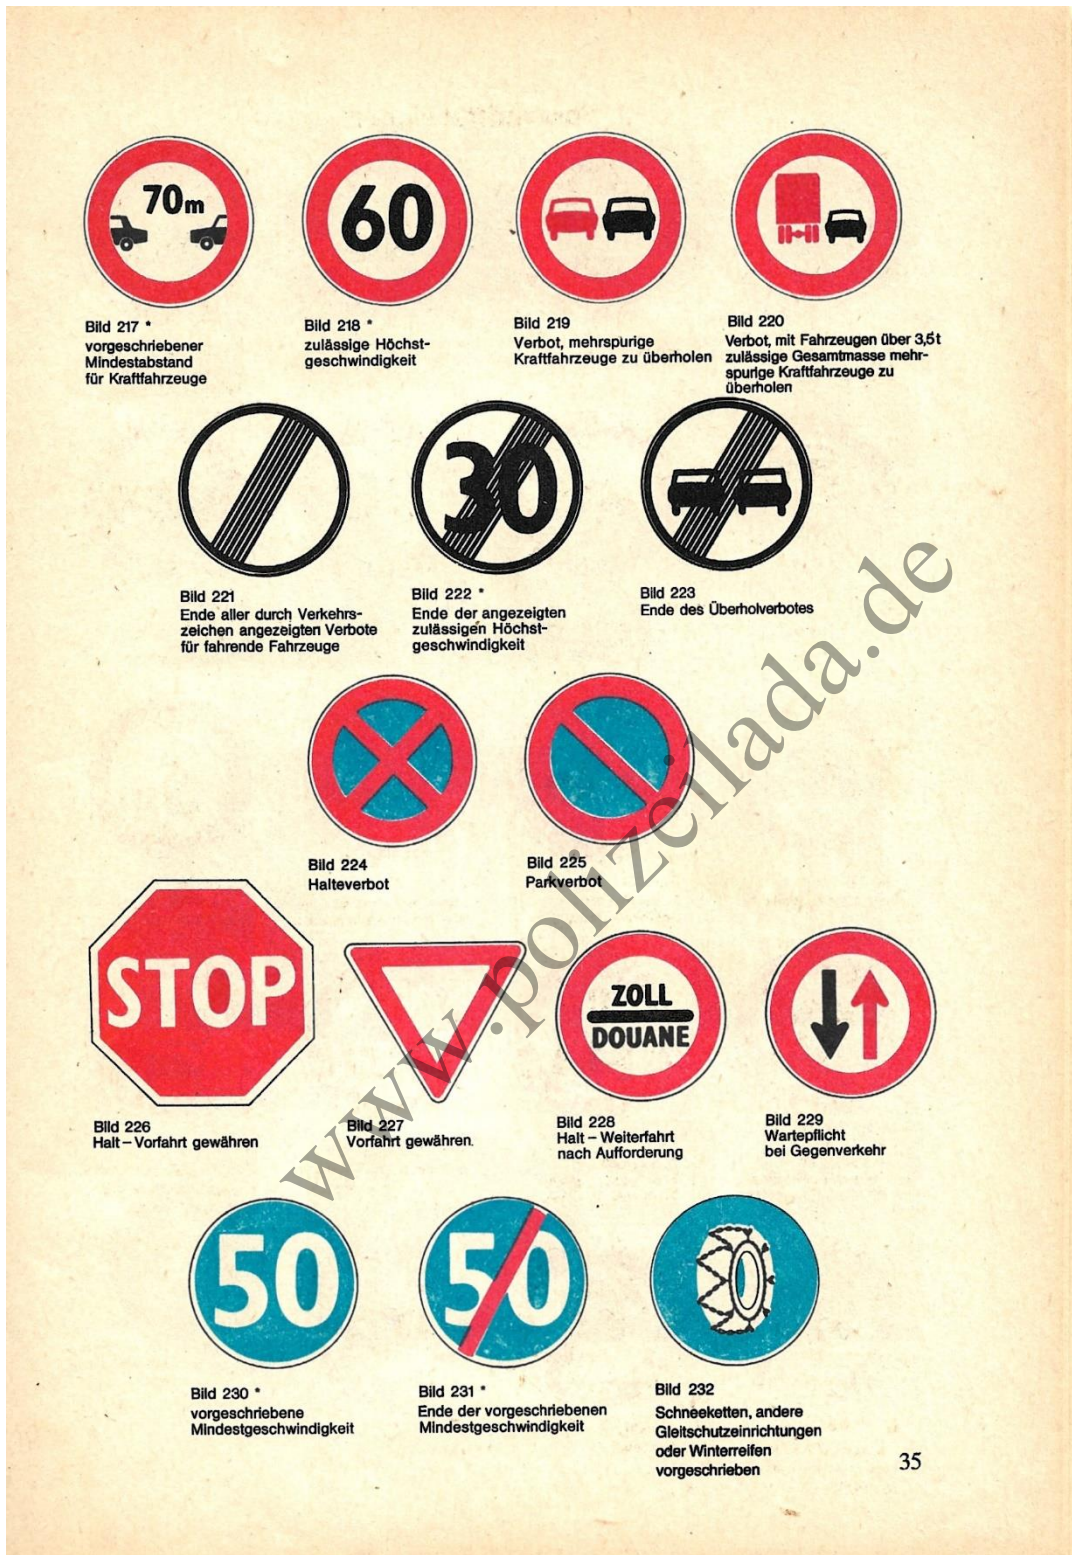 70m
60
Bild 217 *
vorgeschriebener
Mindestabstand
für Kraftfahrzeuge
Bild 218 *
zulässige Höchst-
geschwindigkeit
Bild 219
Verbot, mehrspurige
Kraftfahrzeuge zu überholen
Bild 220
Verbot, mit Fahrzeugen über 3,5t
zulässige Gesamtmasse mehr-
spurige Kraftfahrzeuge zu
überholen
30
Bild 221
Ende aller durch Verkehrs-
zeichen angezeigten Verbote
für fahrende Fahrzeuge
Bild 222 *
Ende der angezeigten
zulässigen Höchst-
geschwindigkeit
Bild 223
Ende des Überholverbotes
Bild 224
Halteverbot
Bild 225
Parkverbot
STOP
ZOLL
DOUANE
Bild 226
Halt – Vorfahrt gewähren
Bild 227
Vorfahrt gewähren.
Bild 228
Halt – Weiterfahrt
nach Aufforderung
Bild 229
Wartepflicht
bei Gegenverkehr
50
50
Bild 230 *
vorgeschriebene
Mindestgeschwindigkeit
Bild 231 *
Ende der vorgeschriebenen
Mindestgeschwindigkeit
Bild 232
Schneeketten, andere
Gleitschutzeinrichtungen
oder Winterreifen
vorgeschrieben
35
www.polizeilada.de